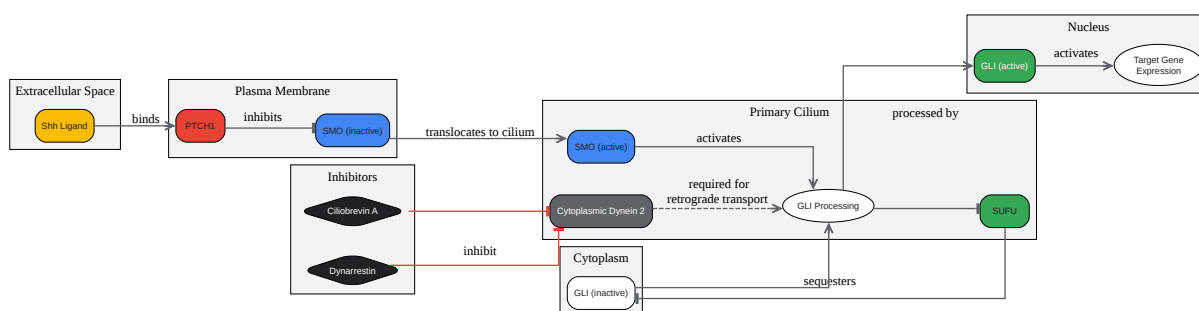 Nucleus
GLI (active)
activates
Target Gene
Expression
Extracellular Space
Shh Ligand
binds
Plasma Membrane
PTCH1
inhibits
SMO (inactive)
translocates to cilium
Primary Cilium
processed by
SMO (active)
activates
Inhibitors
Ciliobrevin A
Dynarrestin
inhibit
Cytoplasmic Dynein 2
required for
retrograde transport
GLI Processing
SUFU
Cytoplasm
GLI (inactive)
sequesters